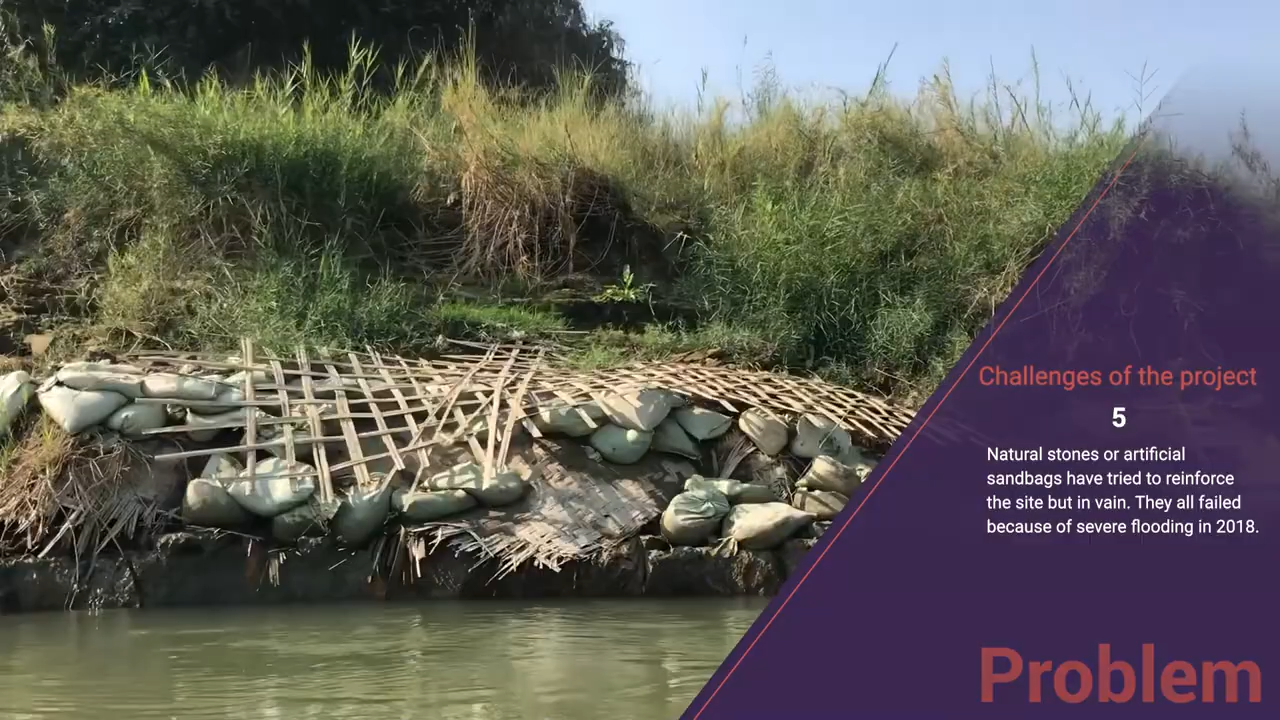 Challenges of the project
5
Natural stones or artificial
sandbags have tried to reinforce
the site but in vain. They all failed
because of severe flooding in 2018.
Problem